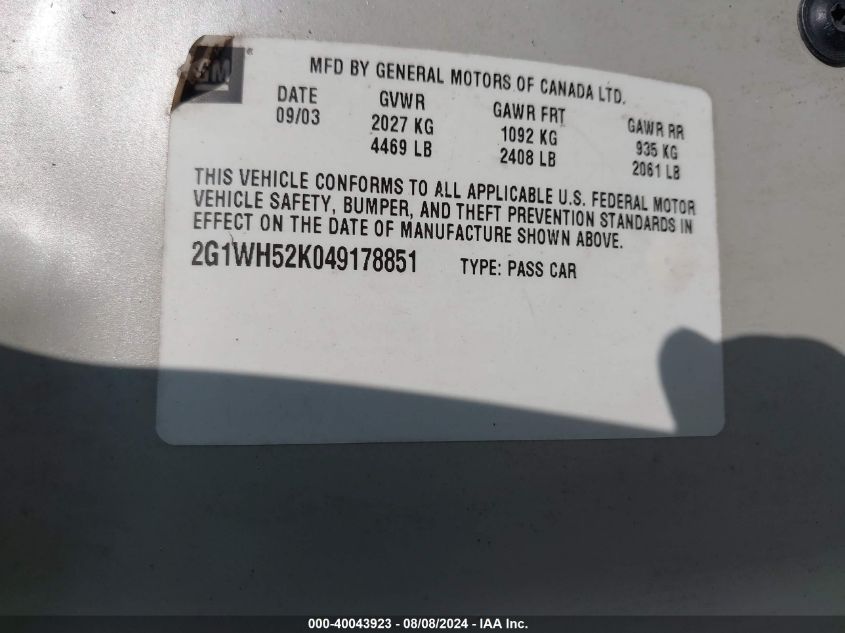 GM ®
MFD BY GENERAL MOTORS OF CANADA LTD.
DATE GVWR GAWR FRT GAWR RR
09/03 2027 KG 1092 KG 935 KG
4469 LB 2408 LB 2061 LB
THIS VEHICLE CONFORMS TO ALL APPLICABLE U.S. FEDERAL MOTOR
VEHICLE SAFETY, BUMPER, AND THEFT PREVENTION STANDARDS IN
EFFECT ON THE DATE OF MANUFACTURE SHOWN ABOVE.
2G1WH52K049178851 TYPE: PASS CAR
000-40043923 - 08/08/2024 - IAA Inc.